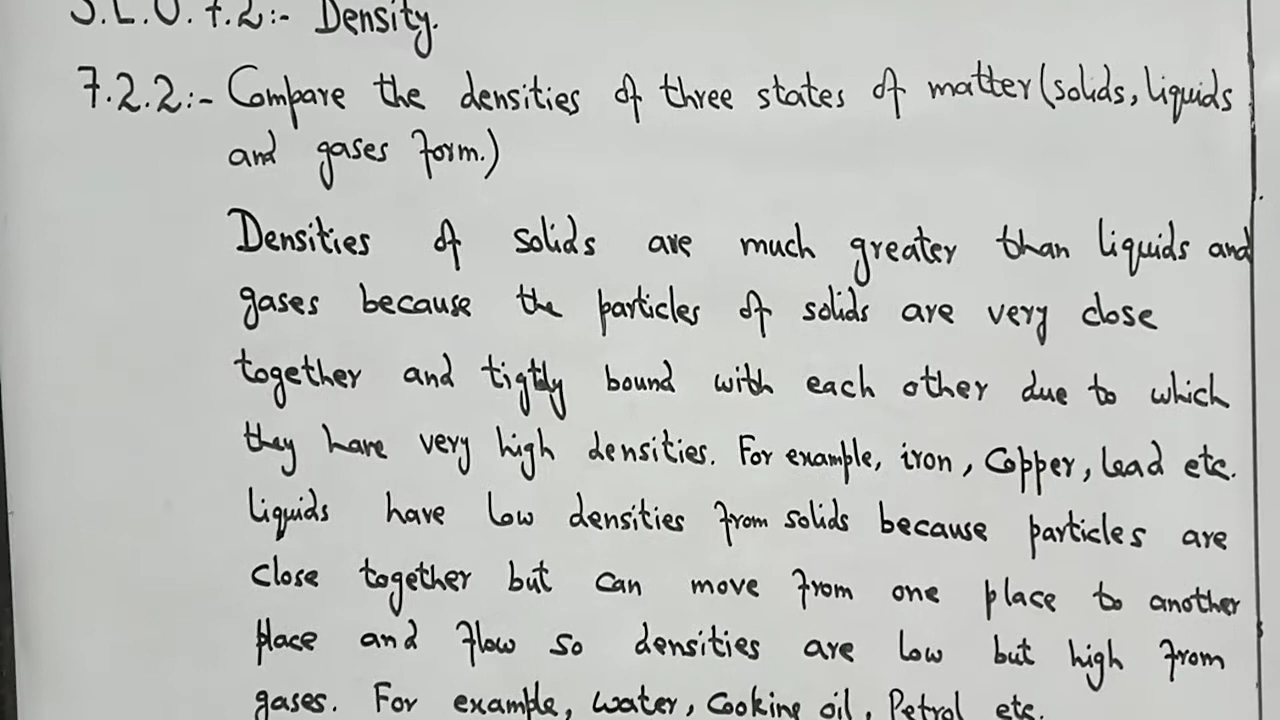 S.L.O.7.2:- Density.
7.2.2:- Compare the densities of three states of matter(solids, liquids
and gases form.)
Densities of solids are much greater than liquids and
gases because the particles of solids are very close
together and tigtly bound with each other due to which
they have very high densities. For example, iron, Copper, lead etc.
liquids have low densities from solids because particles are
close together but can move from one place to another
place and flow so densities are low but high from
gases. For example, water, Cooking oil, Petrol etc.